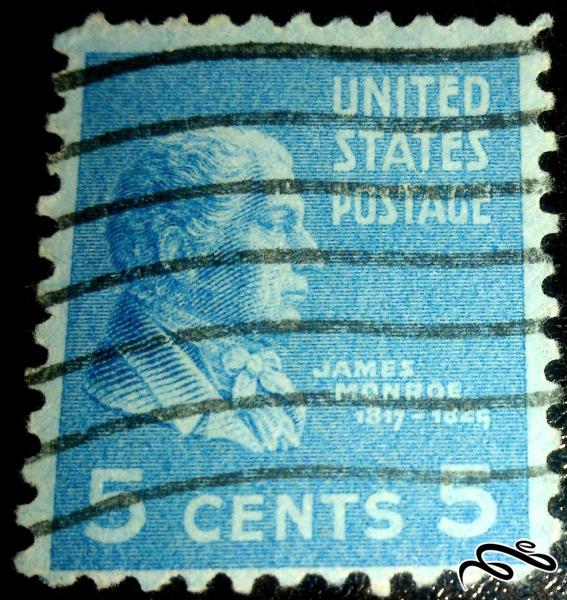 UNITED
STATES
POSTAGE
JAMES
MONROE
1817 - 1825
5 CENTS 5